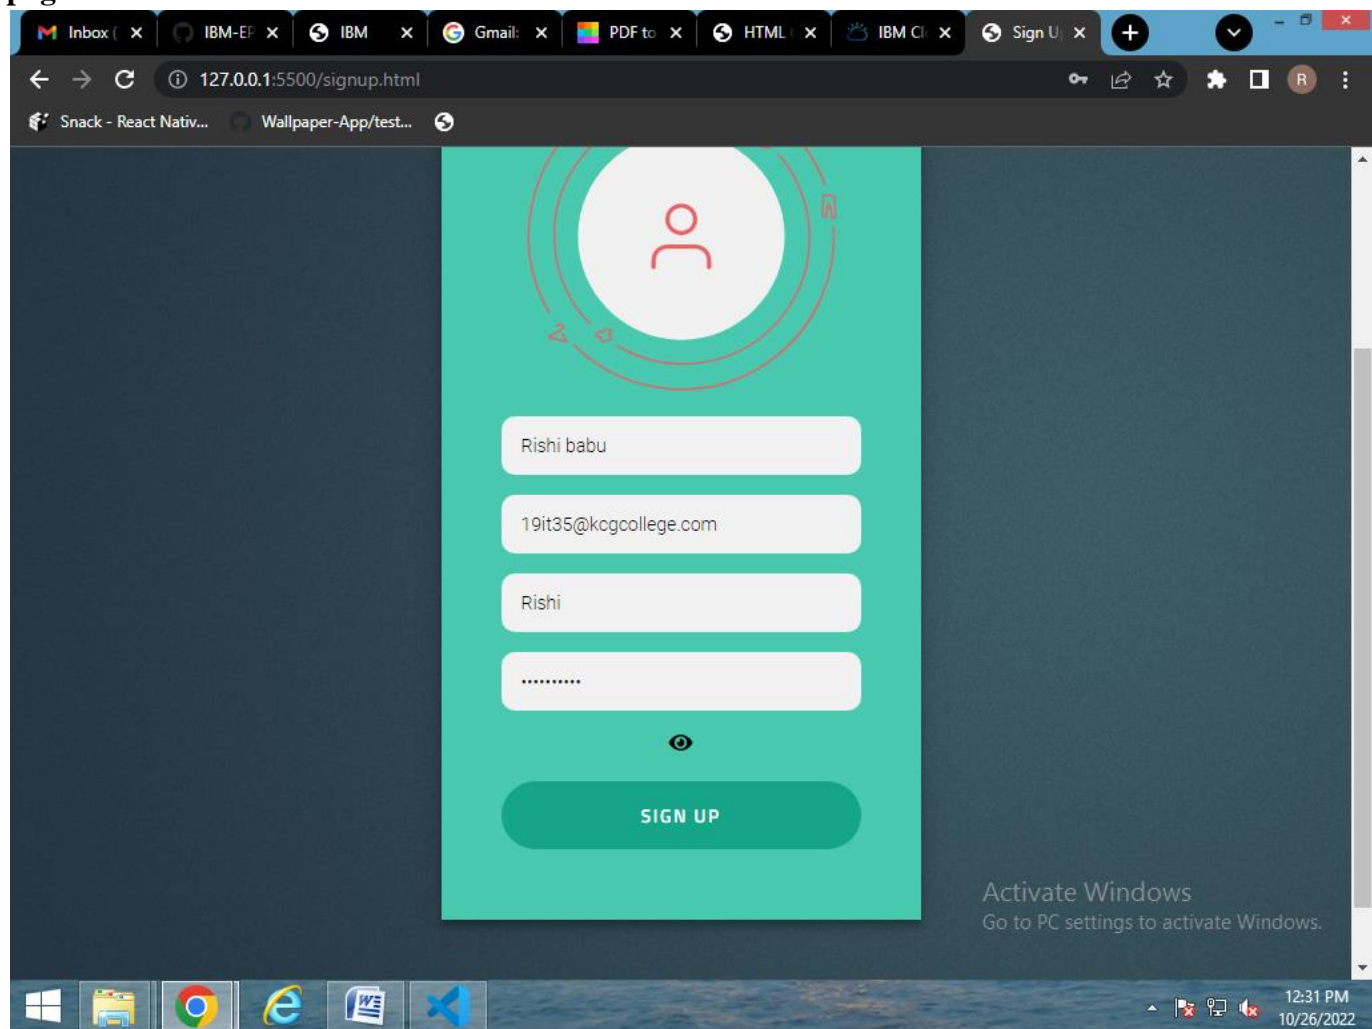 Inbox ( IBM-EP IBM Gmail: PDF to HTML ( IBM Cl Sign U
127.0.0.1:5500/signup.html R
Snack - React Nativ... Wallpaper-App/test...
Rishi babu
19it35@kcgcollege.com
Rishi
••••••••••
SIGN UP
Activate Windows
Go to PC settings to activate Windows.
12:31 PM
10/26/2022